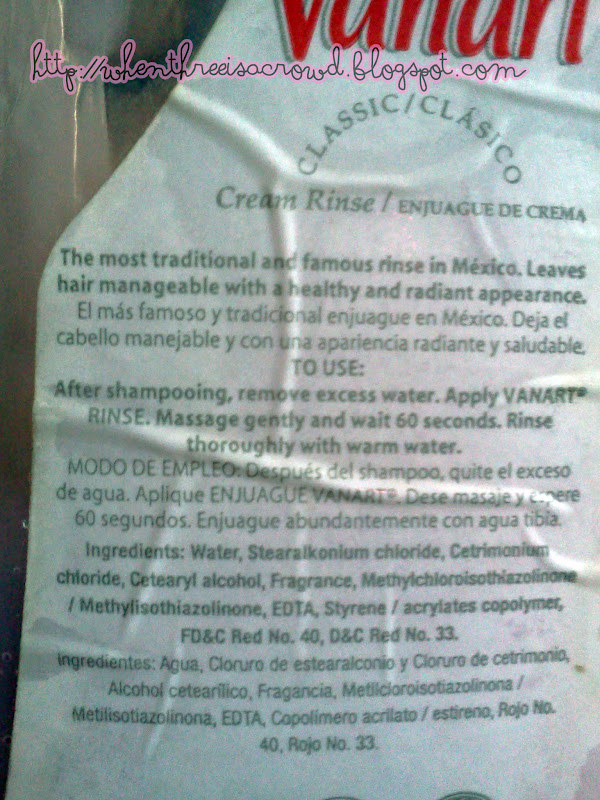 Vanart
http://whenthreeisacrowd.blogspot.com
CLASSIC/CLÁSICO
Cream Rinse / ENJUAGUE DE CREMA
The most traditional and famous rinse in México. Leaves
hair manageable with a healthy and radiant appearance.
El más famoso y tradicional enjuague en México. Deja el
cabello manejable y con una apariencia radiante y saludable.
TO USE:
After shampooing, remove excess water. Apply VANART®
RINSE. Massage gently and wait 60 seconds. Rinse
thoroughly with warm water.
MODO DE EMPLEO: Después del shampoo, quite el exceso
de agua. Aplique ENJUAGUE VANART®. Dese masaje y espere
60 segundos. Enjuague abundantemente con agua tibia.
Ingredients: Water, Stearalkonium chloride, Cetrimonium
chloride, Cetearyl alcohol, Fragrance, Methylchloroisothiazolinone
/ Methylisothiazolinone, EDTA, Styrene / acrylates copolymer,
FD&C Red No. 40, D&C Red No. 33.
Ingredientes: Agua, Cloruro de estearalconio y Cloruro de cetrimonio,
Alcohol cetearílico, Fragancia, Metilcloroisotiazolinona /
Metilisotiazolinona, EDTA, Copolímero acrilato / estireno, Rojo No.
40, Rojo No. 33.